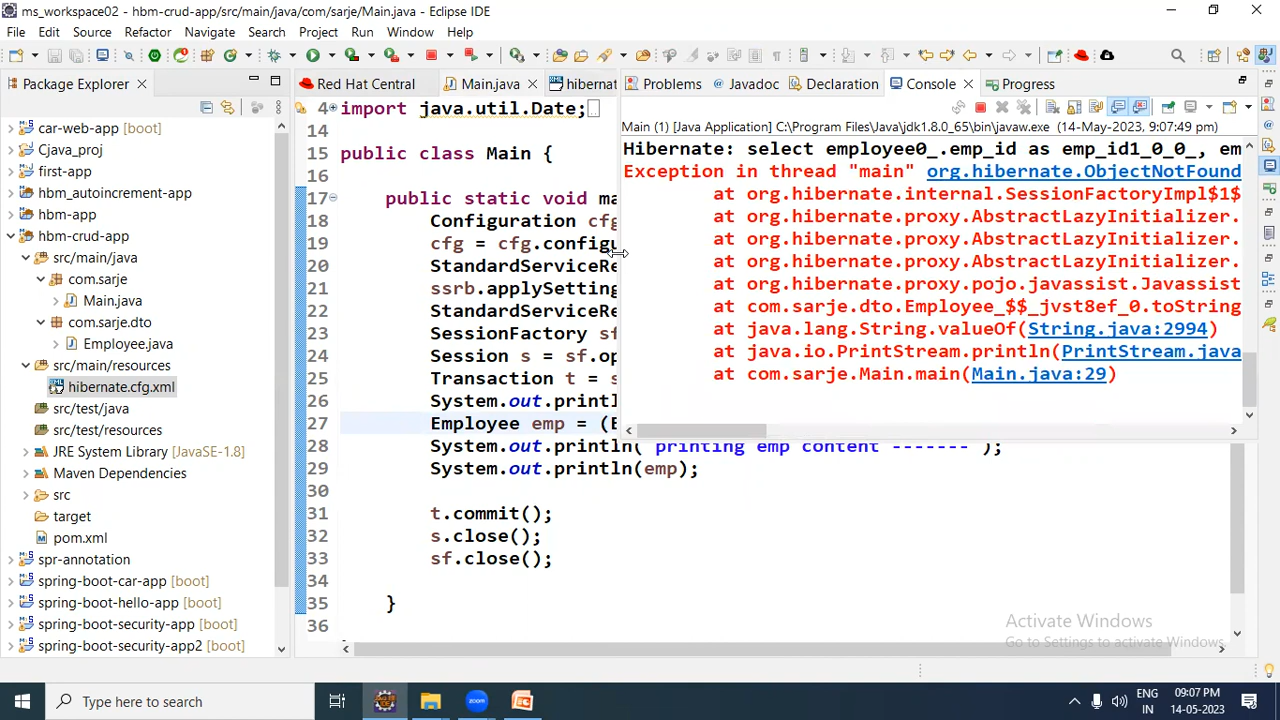 ms_workspace02 - hbm-crud-app/src/main/java/com/sarje/Main.java - Eclipse IDE
File Edit Source Refactor Navigate Search Project Run Window Help
Package Explorer
Red Hat Central
Main.java
hibernat
Problems
Javadoc
Declaration
Console
Progress
car-web-app [boot]
Cjava_proj
first-app
hbm_autoincrement-app
hbm-app
hbm-crud-app
src/main/java
com.sarje
Main.java
com.sarje.dto
Employee.java
src/main/resources
hibernate.cfg.xml
src/test/java
src/test/resources
JRE System Library [JavaSE-1.8]
Maven Dependencies
src
target
pom.xml
spr-annotation
spring-boot-car-app [boot]
spring-boot-hello-app [boot]
spring-boot-security-app [boot]
spring-boot-security-app2 [boot]
4 import java.util.Date;
14
15 public class Main {
17 public static void ma
18 Configuration cfg
19 cfg = cfg.configu
20 StandardServiceRe
21 ssrb.applySetting
22 StandardServiceRe
23 SessionFactory sf
24 Session s = sf.op
25 Transaction t = s
26 System.out.printl
27 Employee emp = (E
28 System.out.println( printing emp content ------- );
29 System.out.println(emp);
30
31 t.commit();
32 s.close();
33 sf.close();
34
35 }
36
Main (1) [Java Application] C:\Program Files\Java\jdk1.8.0_65\bin\javaw.exe (14-May-2023, 9:07:49 pm)
Hibernate: select employee0_.emp_id as emp_id1_0_0_, em
Exception in thread "main" org.hibernate.ObjectNotFound
at org.hibernate.internal.SessionFactoryImpl$1$
at org.hibernate.proxy.AbstractLazyInitializer.
at org.hibernate.proxy.AbstractLazyInitializer.
at org.hibernate.proxy.AbstractLazyInitializer.
at org.hibernate.proxy.pojo.javassist.Javassist
at com.sarje.dto.Employee_$$_jvst8ef_0.toString
at java.lang.String.valueOf(String.java:2994)
at java.io.PrintStream.println(PrintStream.java
at com.sarje.Main.main(Main.java:29)
Activate Windows
Go to Settings to activate Windows.
Type here to search
zoom
ENG
IN
09:07 PM
14-05-2023